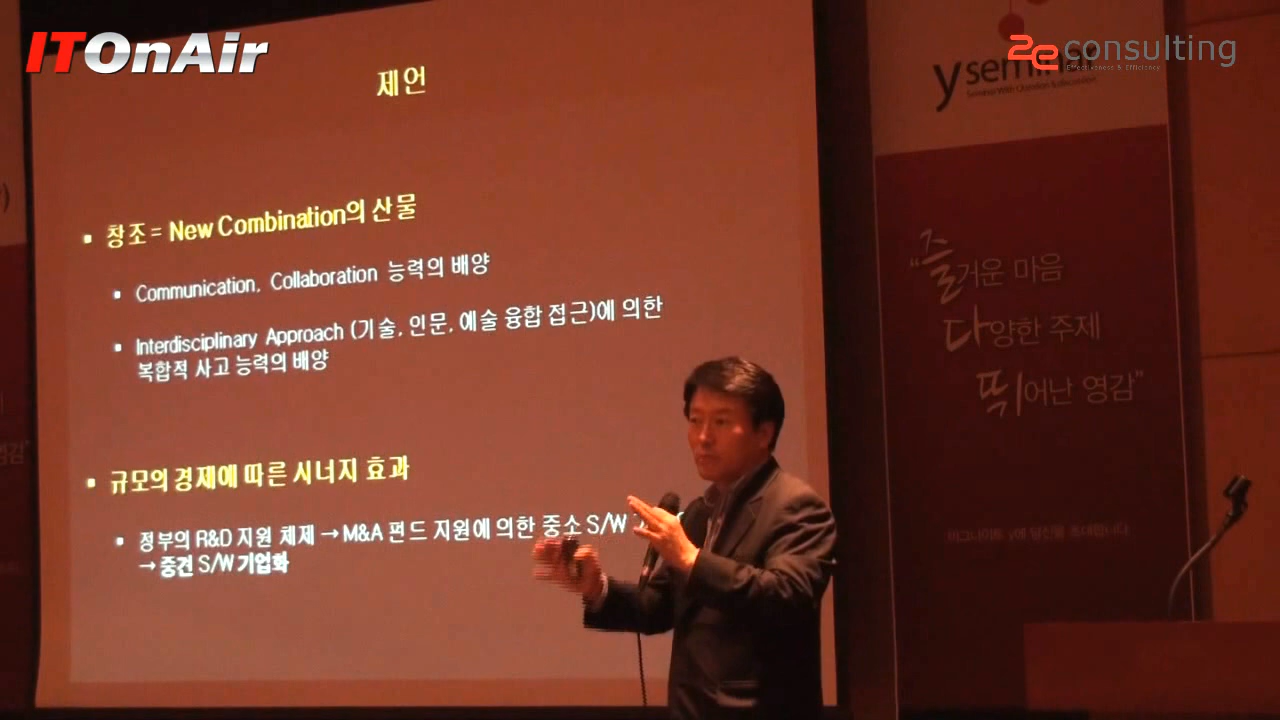 ITOnAir
2e consulting
Effectiveness & Efficiency
y seminar
제언
창조 = New Combination의 산물
Communication, Collaboration 능력의 배양
Interdisciplinary Approach (기술, 인문, 예술 융합 접근)에 의한
복합적 사고 능력의 배양
규모의 경제에 따른 시너지 효과
정부의 R&D 지원 체제 → M&A 펀드 지원에 의한 중소 S/W
→ 중견 S/W 기업화
“즐거운 마음
다양한 주제
뛰어난 영감”
영감”